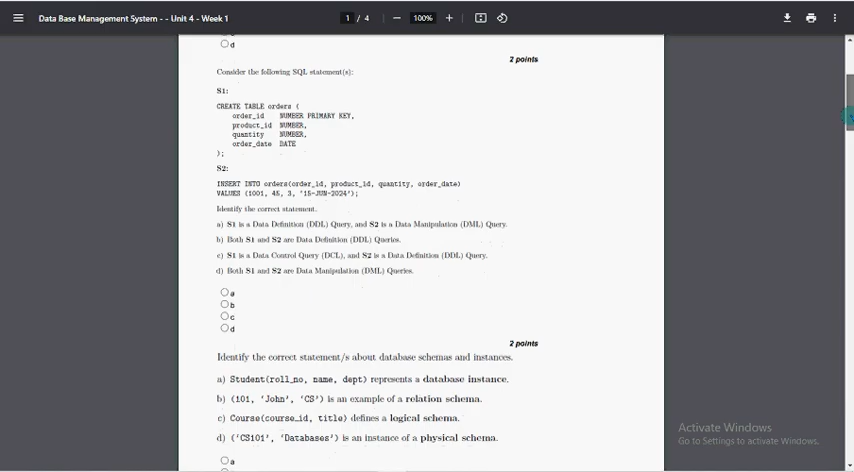 Data Base Management System - - Unit 4 - Week 1
1 / 4
100%
d
2 points
Consider the following SQL statement(s):
S1:
CREATE TABLE orders (
order_id NUMBER PRIMARY KEY,
product_id NUMBER,
quantity NUMBER,
order_date DATE
);
S2:
INSERT INTO orders(order_id, product_id, quantity, order_date)
VALUES (1001, 45, 3, '15-JUN-2024');
Identify the correct statement.
a) S1 is a Data Definition (DDL) Query, and S2 is a Data Manipulation (DML) Query.
b) Both S1 and S2 are Data Definition (DDL) Queries.
c) S1 is a Data Control Query (DCL), and S2 is a Data Definition (DDL) Query.
d) Both S1 and S2 are Data Manipulation (DML) Queries.
a
b
c
d
2 points
Identify the correct statement/s about database schemas and instances.
a) Student(roll_no, name, dept) represents a database instance.
b) (101, 'John', 'CS') is an example of a relation schema.
c) Course(course_id, title) defines a logical schema.
d) ('CS101', 'Databases') is an instance of a physical schema.
a
Activate Windows
Go to Settings to activate Windows.